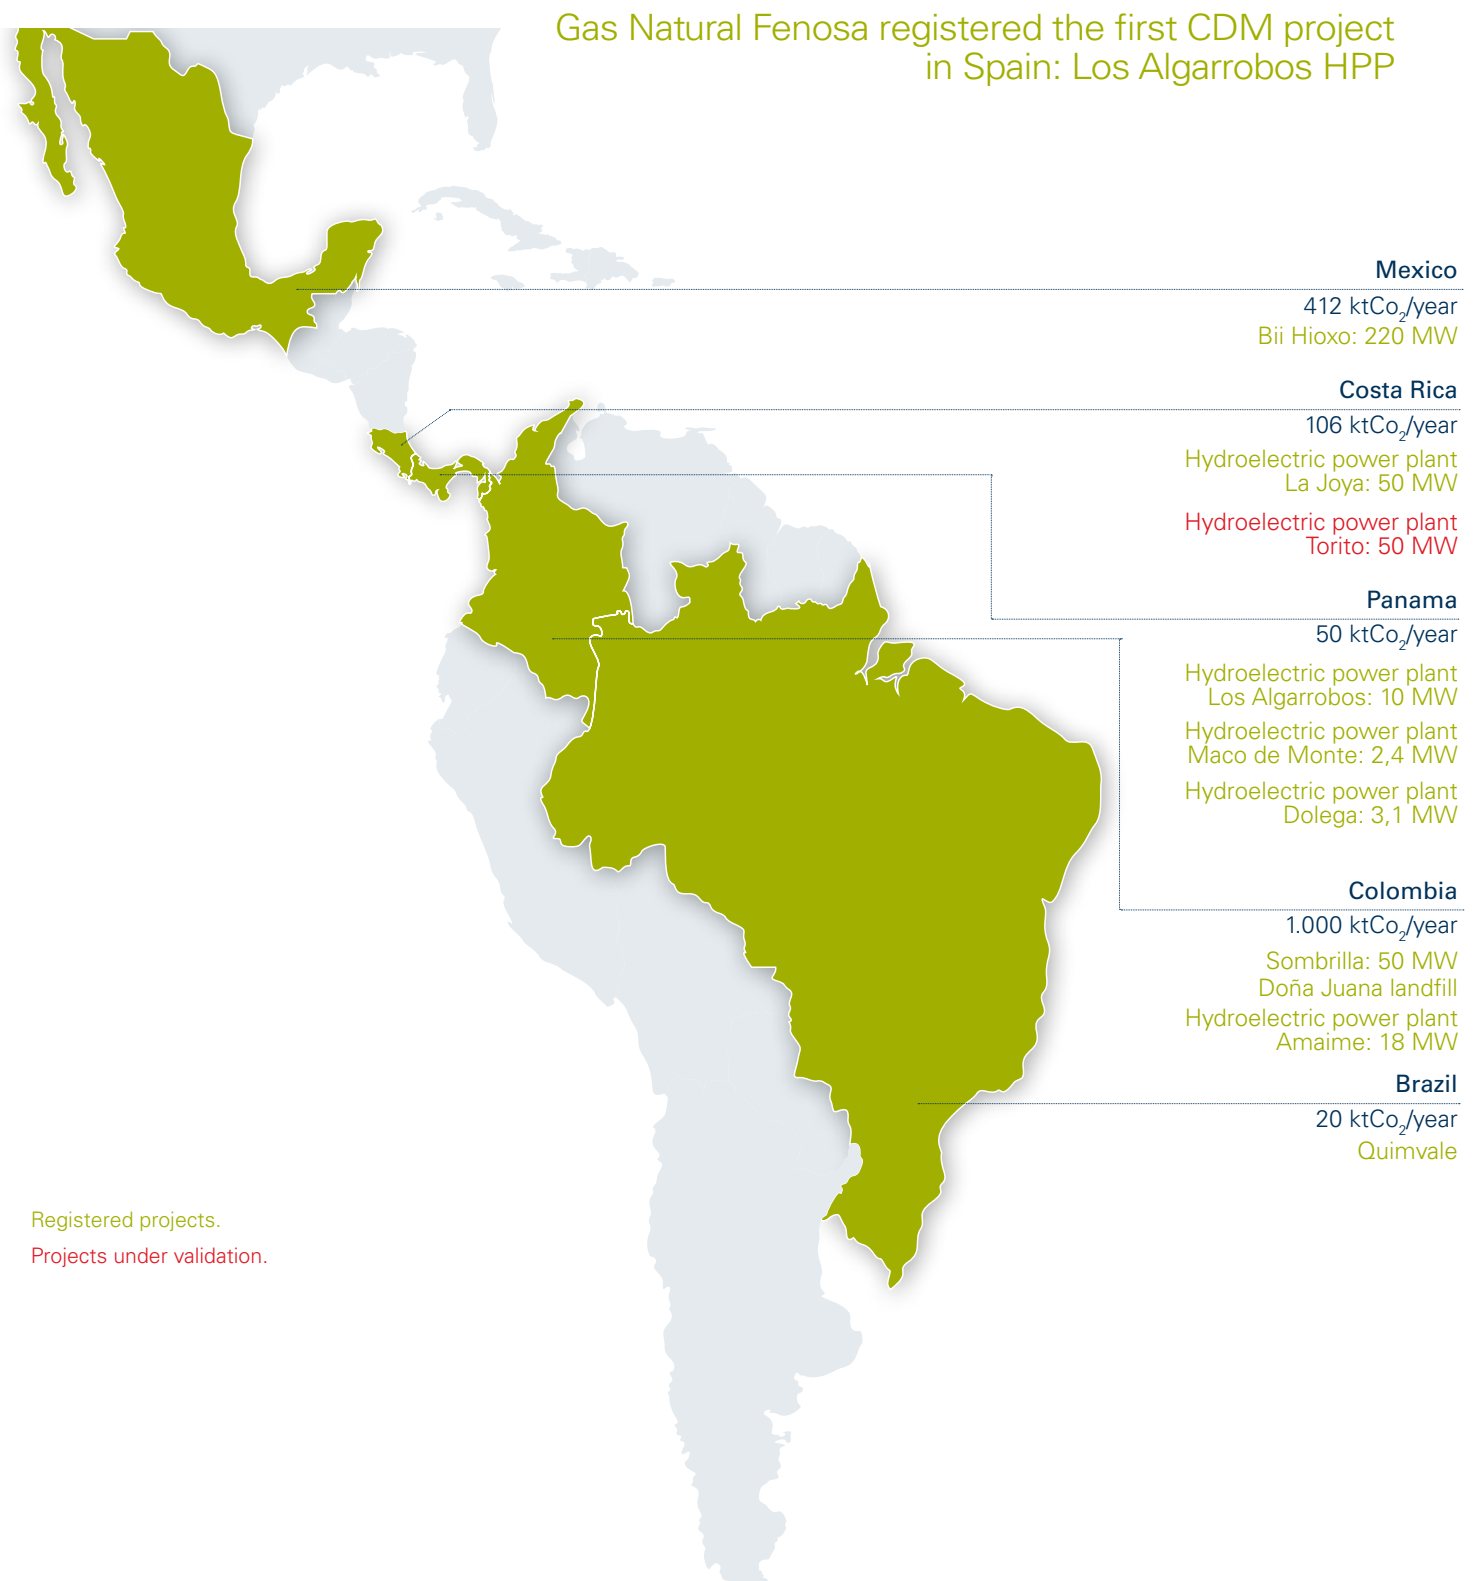 Gas Natural Fenosa registered the first CDM project
in Spain: Los Algarrobos HPP
Mexico
412 ktCo₂/year
Bii Hioxo: 220 MW
Costa Rica
106 ktCo₂/year
Hydroelectric power plant
La Joya: 50 MW
Hydroelectric power plant
Torito: 50 MW
Panama
50 ktCo₂/year
Hydroelectric power plant
Los Algarrobos: 10 MW
Hydroelectric power plant
Maco de Monte: 2,4 MW
Hydroelectric power plant
Dolega: 3,1 MW
Colombia
1.000 ktCo₂/year
Sombrilla: 50 MW
Doña Juana landfill
Hydroelectric power plant
Amaime: 18 MW
Brazil
20 ktCo₂/year
Quimvale
Registered projects.
Projects under validation.